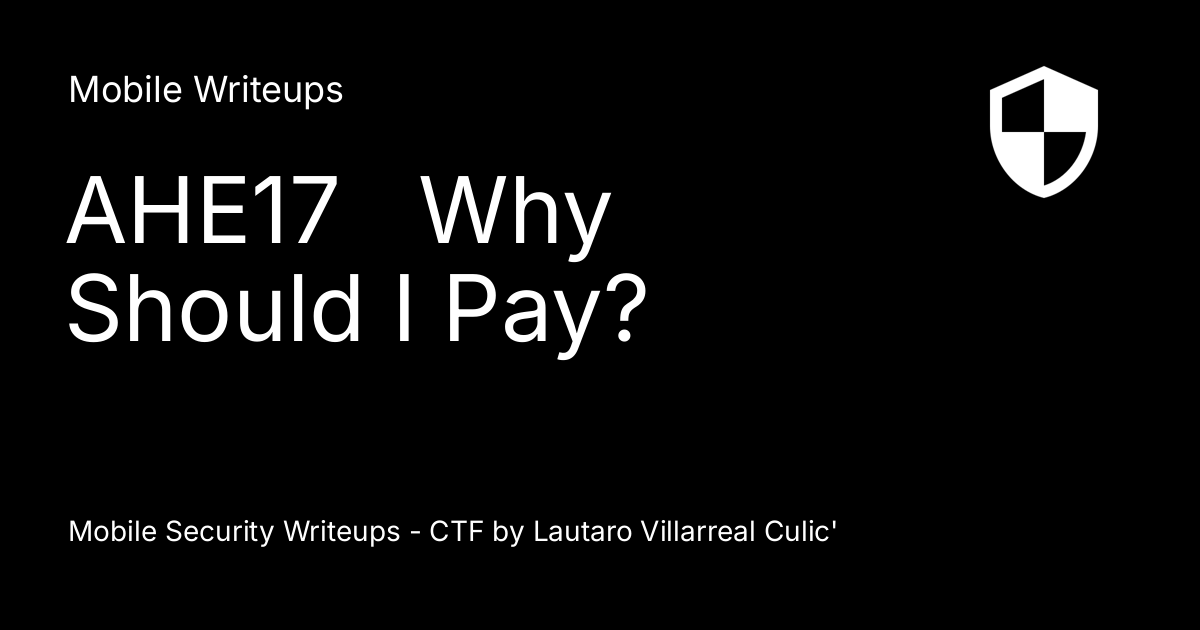 Mobile Writeups
AHE17   Why
Should I Pay?
Mobile Security Writeups - CTF by Lautaro Villarreal Culic'